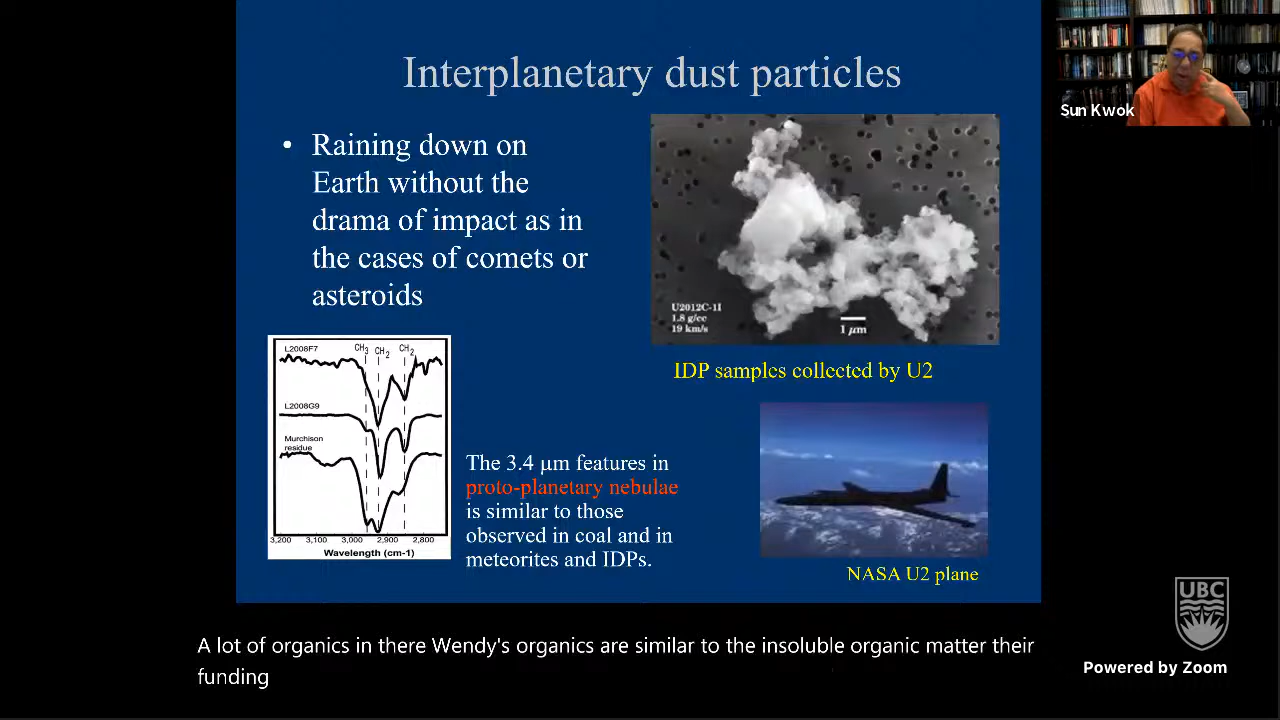 Interplanetary dust particles
• Raining down on
Earth without the
drama of impact as in
the cases of comets or
asteroids
U2012C-1I
1.8 g/cc
19 km/s
1 μm
IDP samples collected by U2
L2008F7
CH3 CH2 CH2
L2008G9
Murchison
residue
3,200 3,100 3,000 2,900 2,800
Wavelength (cm-1)
The 3.4 μm features in
proto-planetary nebulae
is similar to those
observed in coal and in
meteorites and IDPs.
NASA U2 plane
Sun Kwok
A lot of organics in there Wendy's organics are similar to the insoluble organic matter their
funding
UBC
Powered by Zoom